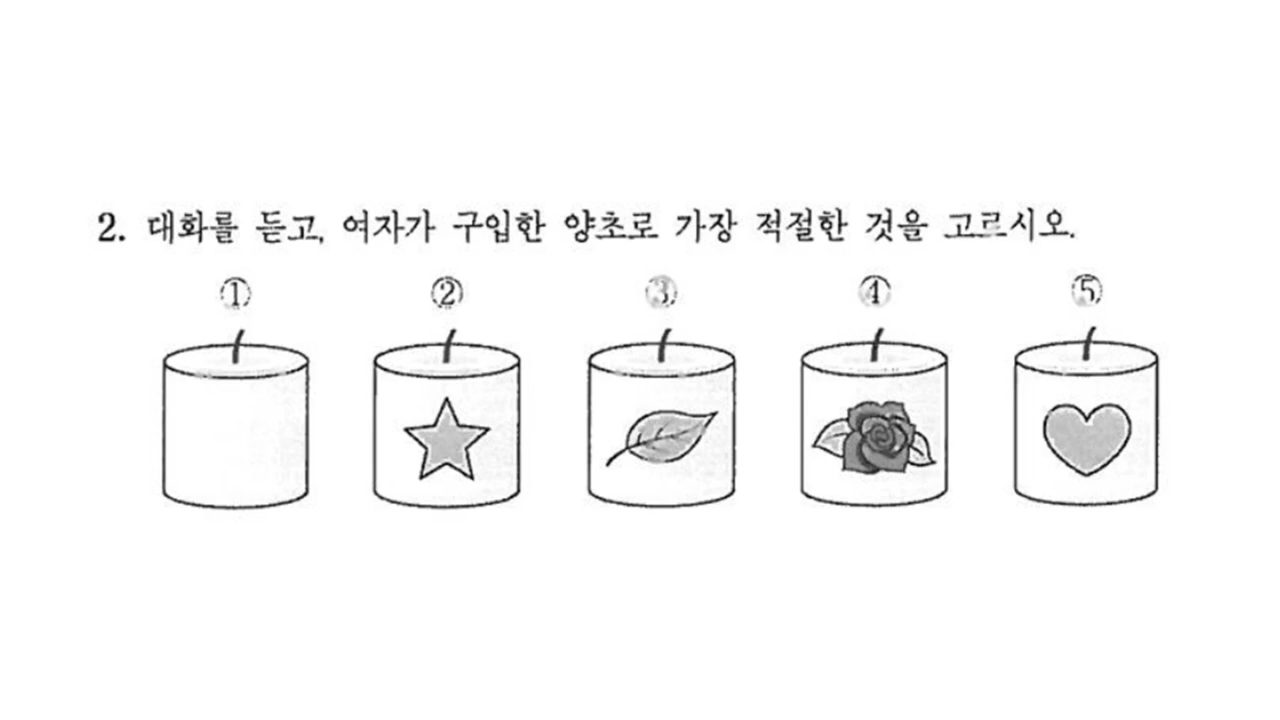 2. 대화를 듣고, 여자가 구입한 양초로 가장 적절한 것을 고르시오.
① ② ③ ④ ⑤